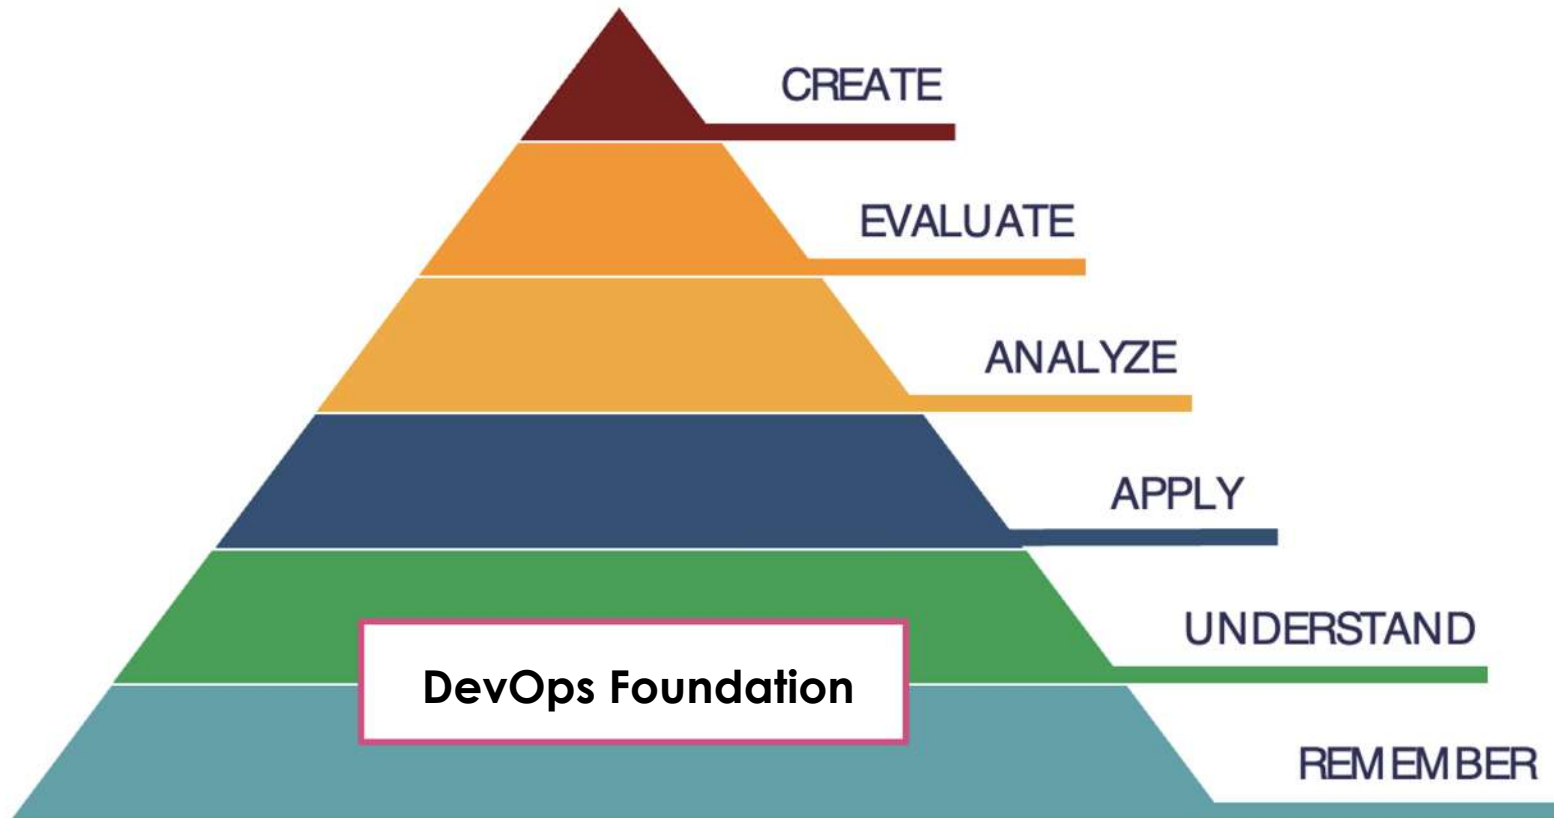 CREATE
EVALUATE
ANALYZE
APPLY
UNDERSTAND
DevOps Foundation
REMEMBER